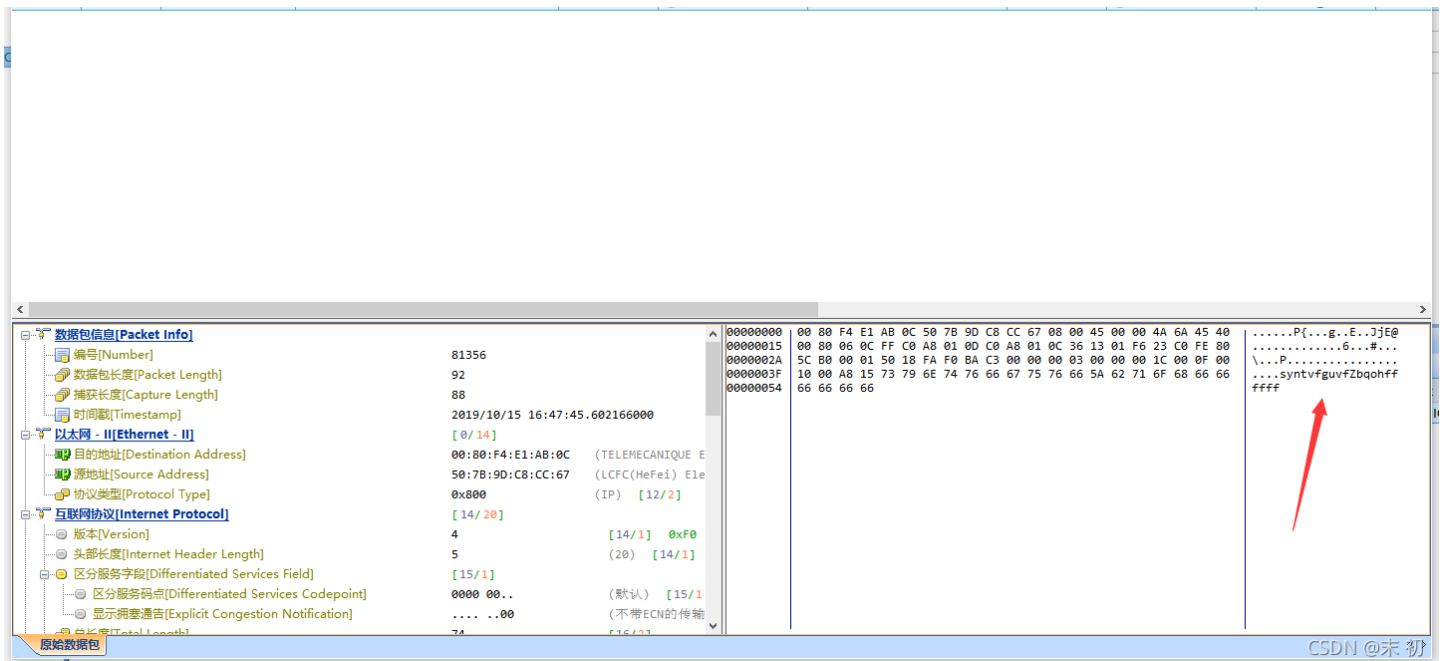 数据包信息[Packet Info]
编号[Number] 81356
数据包长度[Packet Length] 92
捕获长度[Capture Length] 88
时间戳[Timestamp] 2019/10/15 16:47:45.602166000
以太网 - II[Ethernet - II] [0/14]
目的地址[Destination Address] 00:80:F4:E1:AB:0C (TELEMECANIQUE E
源地址[Source Address] 50:7B:9D:C8:CC:67 (LCFC(HeFei) Ele
协议类型[Protocol Type] 0x800 (IP) [12/2]
互联网协议[Internet Protocol] [14/20]
版本[Version] 4 [14/1] 0xF0
头部长度[Internet Header Length] 5 (20) [14/1]
区分服务字段[Differentiated Services Field] [15/1]
区分服务码点[Differentiated Services Codepoint] 0000 00.. (默认) [15/1
显示拥塞通告[Explicit Congestion Notification] .... ..00 (不带ECN的传输
总长度[Total Length] 74 [16/2]
00000000 00 80 F4 E1 AB 0C 50 7B 9D C8 CC 67 08 00 45 00 00 4A 6A 45 40 ......P{...g..E..JjE@
00000015 00 80 06 0C FF C0 A8 01 0D C0 A8 01 0C 36 13 01 F6 23 C0 FE 80 .............6...#...
0000002A 5C B0 00 01 50 18 FA F0 BA C3 00 00 00 03 00 00 00 1C 00 0F 00 \...P................
0000003F 10 00 A8 15 73 79 6E 74 76 66 67 75 76 66 5A 62 71 6F 68 66 66 ....syntvfguvfZbqohff
00000054 66 66 66 66 ffff
原始数据包
CSDN @末 初